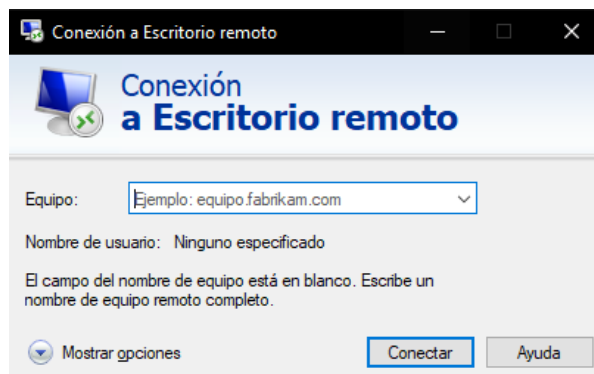 Conexión a Escritorio remoto
Conexión
a Escritorio remoto
Equipo: Ejemplo: equipo.fabrikam.com
Nombre de usuario: Ninguno especificado
El campo del nombre de equipo está en blanco. Escribe un
nombre de equipo remoto completo.
Mostrar opciones Conectar Ayuda